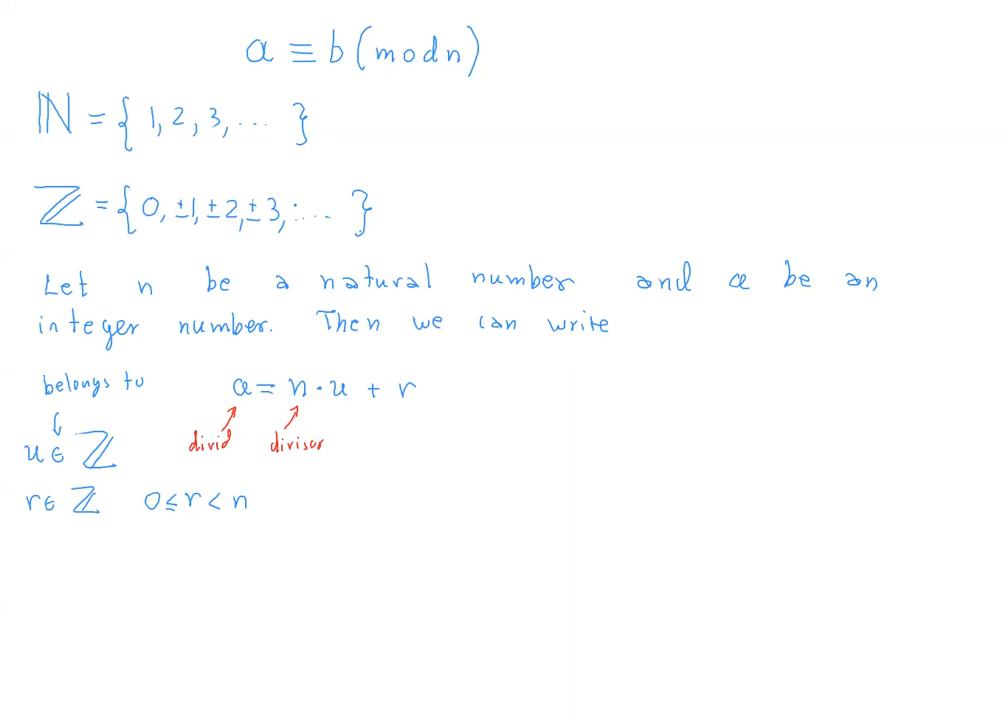 a ≡ b (mod n)
ℕ = { 1, 2, 3, ... }
ℤ = { 0, ±1, ±2, ±3, .... }
Let n be a natural number and a be an
integer number. Then we can write
belongs to a = n · u + r
divid divisor
u ∈ ℤ
r ∈ ℤ 0 ≤ r < n